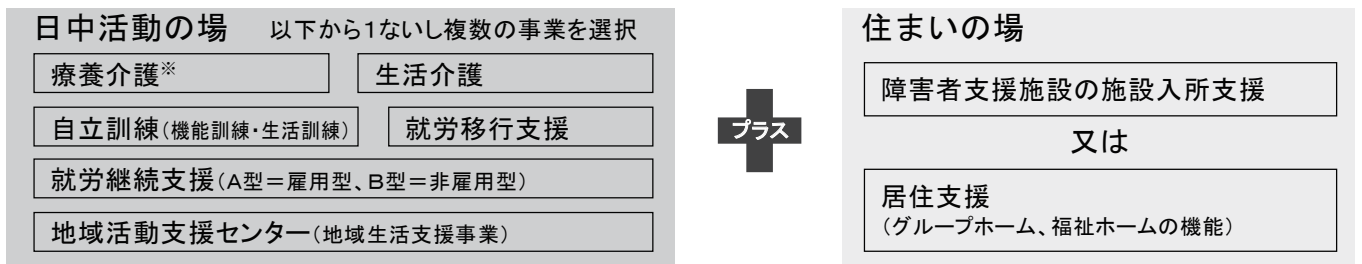 日中活動の場 以下から1ないし複数の事業を選択
療養介護※ 生活介護
自立訓練(機能訓練・生活訓練) 就労移行支援
就労継続支援(A型=雇用型、B型=非雇用型)
地域活動支援センター(地域生活支援事業)
プラス
住まいの場
障害者支援施設の施設入所支援
又は
居住支援
(グループホーム、福祉ホームの機能)